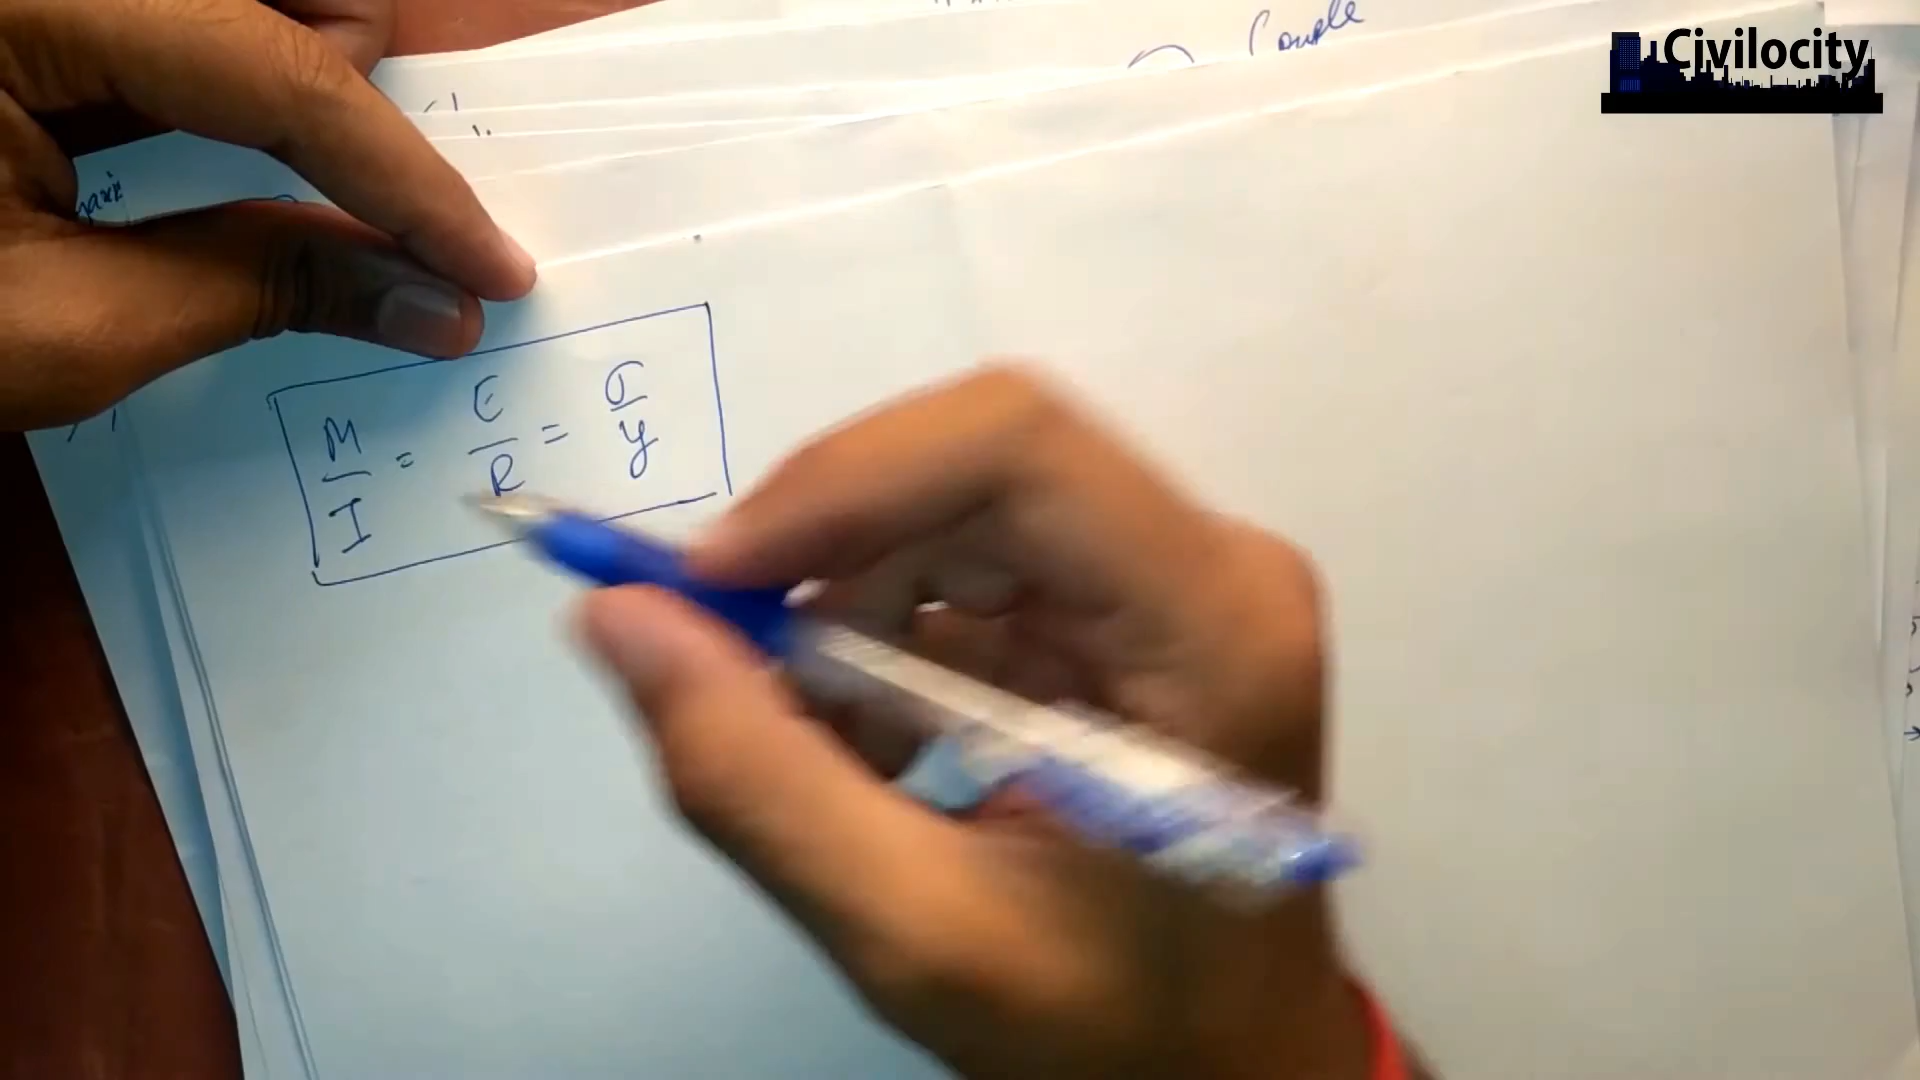 Couple
Civilocity
M/I = E/R = σ/y